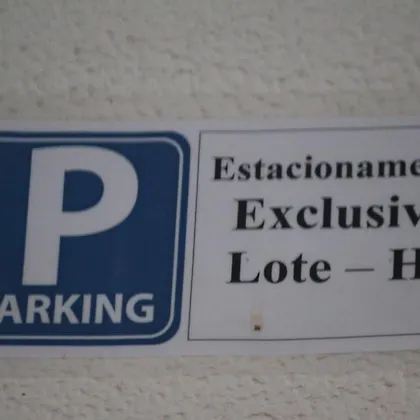 P
ARKING
Estacioname
Exclusiv
Lote – H